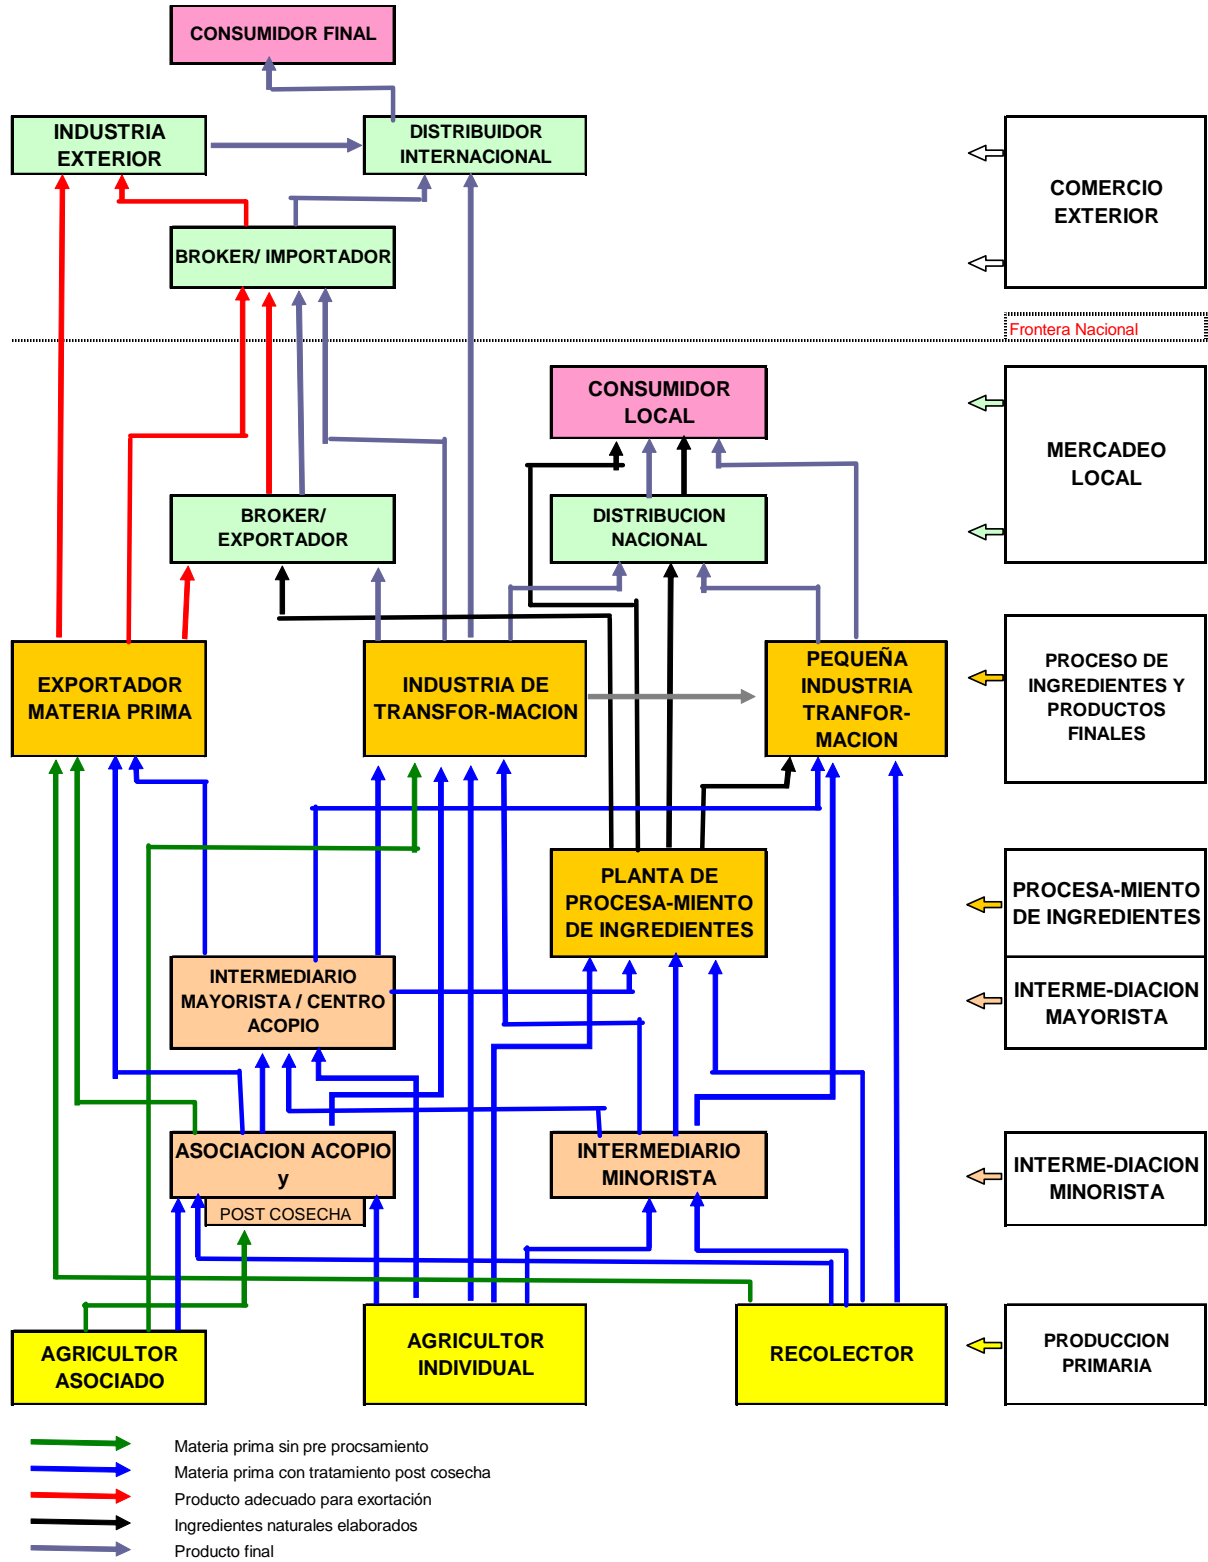 CONSUMIDOR FINAL
INDUSTRIA
EXTERIOR
DISTRIBUIDOR
INTERNACIONAL
COMERCIO
EXTERIOR
BROKER/ IMPORTADOR
Frontera Nacional
CONSUMIDOR
LOCAL
MERCADEO
LOCAL
BROKER/
EXPORTADOR
DISTRIBUCION
NACIONAL
EXPORTADOR
MATERIA PRIMA
INDUSTRIA DE
TRANSFOR-MACION
PEQUEÑA
INDUSTRIA
TRANFOR-
MACION
PROCESO DE
INGREDIENTES Y
PRODUCTOS
FINALES
PLANTA DE
PROCESA-MIENTO
DE INGREDIENTES
PROCESA-MIENTO
DE INGREDIENTES
INTERMEDIARIO
MAYORISTA / CENTRO
ACOPIO
INTERME-DIACION
MAYORISTA
ASOCIACION ACOPIO
y
POST COSECHA
INTERMEDIARIO
MINORISTA
INTERME-DIACION
MINORISTA
AGRICULTOR
ASOCIADO
AGRICULTOR
INDIVIDUAL
RECOLECTOR
PRODUCCION
PRIMARIA
Materia prima sin pre procsamiento
Materia prima con tratamiento post cosecha
Producto adecuado para exortación
Ingredientes naturales elaborados
Producto final